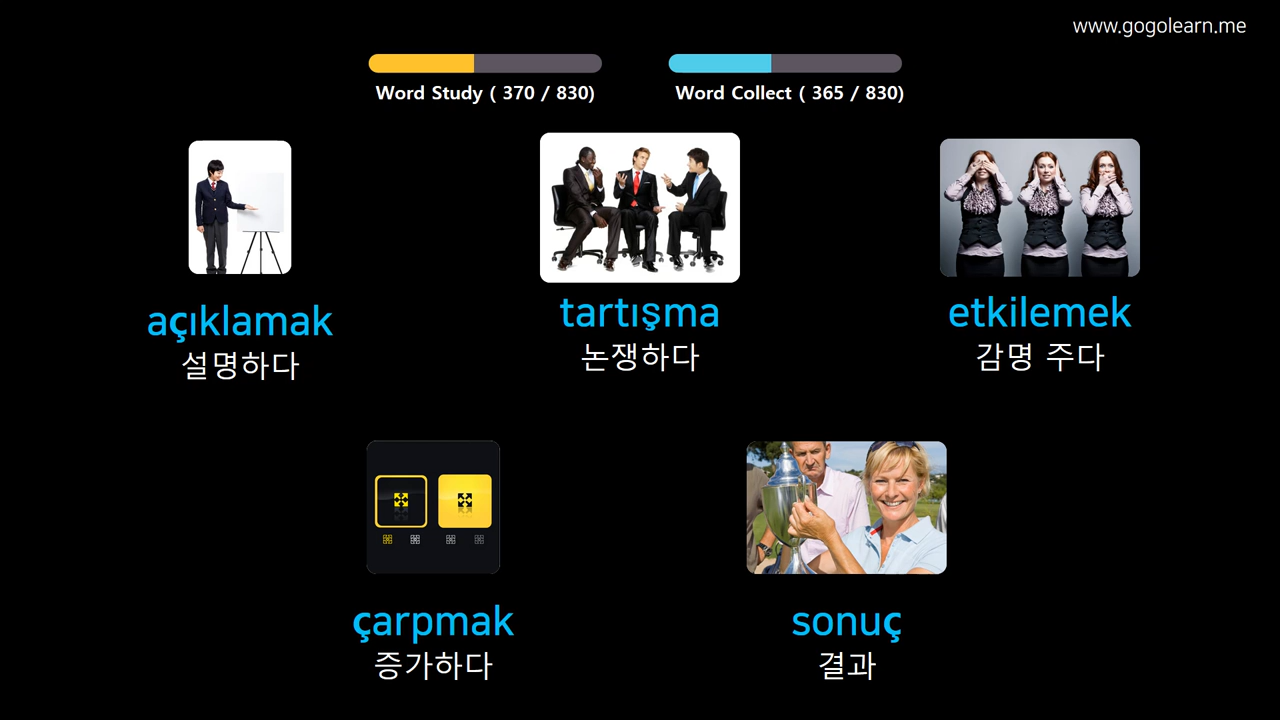 www.gogolearn.me
Word Study ( 370 / 830)
Word Collect ( 365 / 830)
açıklamak
설명하다
tartışma
논쟁하다
etkilemek
감명 주다
çarpmak
증가하다
sonuç
결과